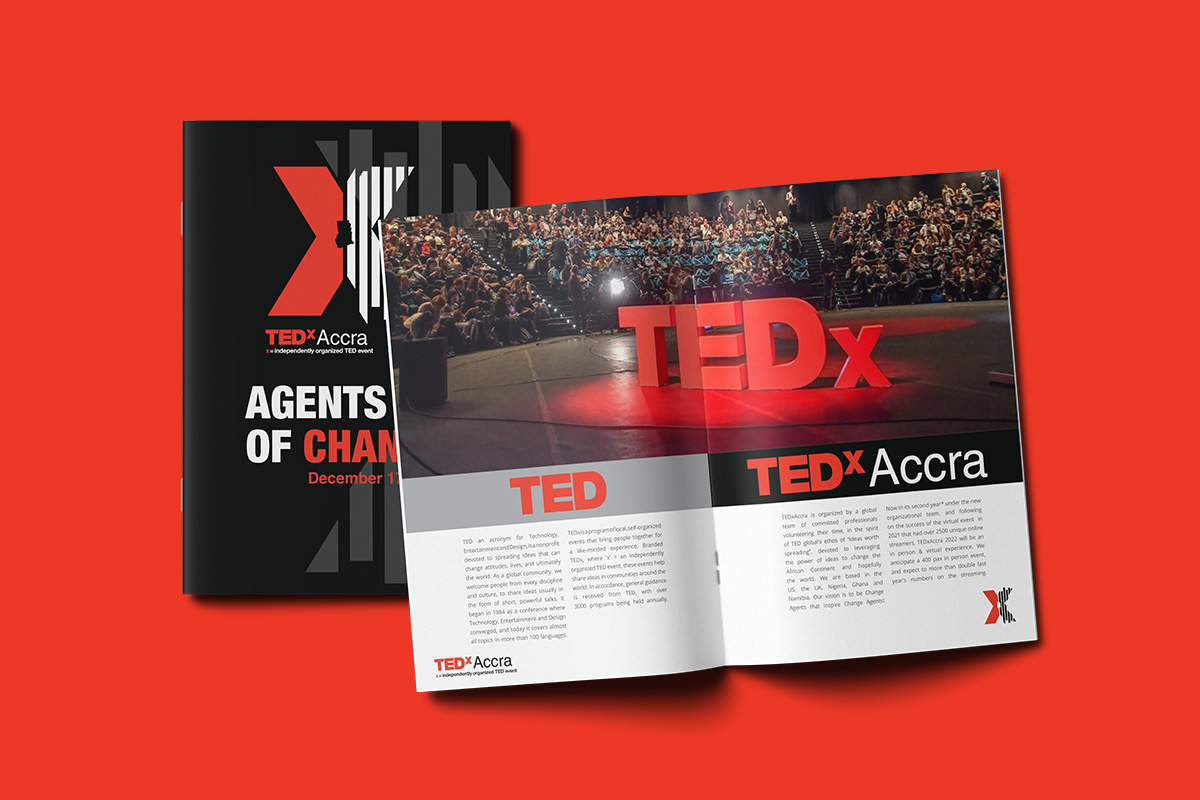 TEDxAccra
x = independently organized TED event
AGENTS
OF CHAN
December 17
TEDx
TED
TED an acronym for Technology,
Entertainment and Design, is a nonprofit
devoted to spreading ideas that can
change attitudes, lives, and ultimately
the world. As a global community, we
welcome people from every discipline
and culture, to share ideas usually in
the form of short, powerful talks. It
began in 1984 as a conference where
Technology, Entertainment and Design
converged, and today it covers almost
all topics in more than 100 languages.
TEDx is a program of local, self-organized
events that bring people together for
a like-minded experience. Branded
TEDx, where 'x' = an independently
organized TED event, these events help
share ideas in communities around the
world. In accordance, general guidance
is received from TED, with over
3000 programs being held annually.
TEDxAccra
x = independently organized TED event
TEDxAccra
TEDxAccra is organized by a global
team of committed professionals
volunteering their time, in the spirit
of TED global's ethos of "ideas worth
spreading", devoted to leveraging
the power of ideas to change the
African Continent and hopefully
the world. We are based in the
US, the UK, Nigeria, Ghana and
Namibia. Our vision is to be Change
Agents that inspire Change Agents!
Now in its second year* under the new
organizational team, and following
on the success of the virtual event in
2021 that had over 2500 unique online
streamers, TEDxAccra 2022 will be an
in person & virtual experience. We
anticipate a 400 pax in person event,
and expect to more than double last
year's numbers on the streaming.